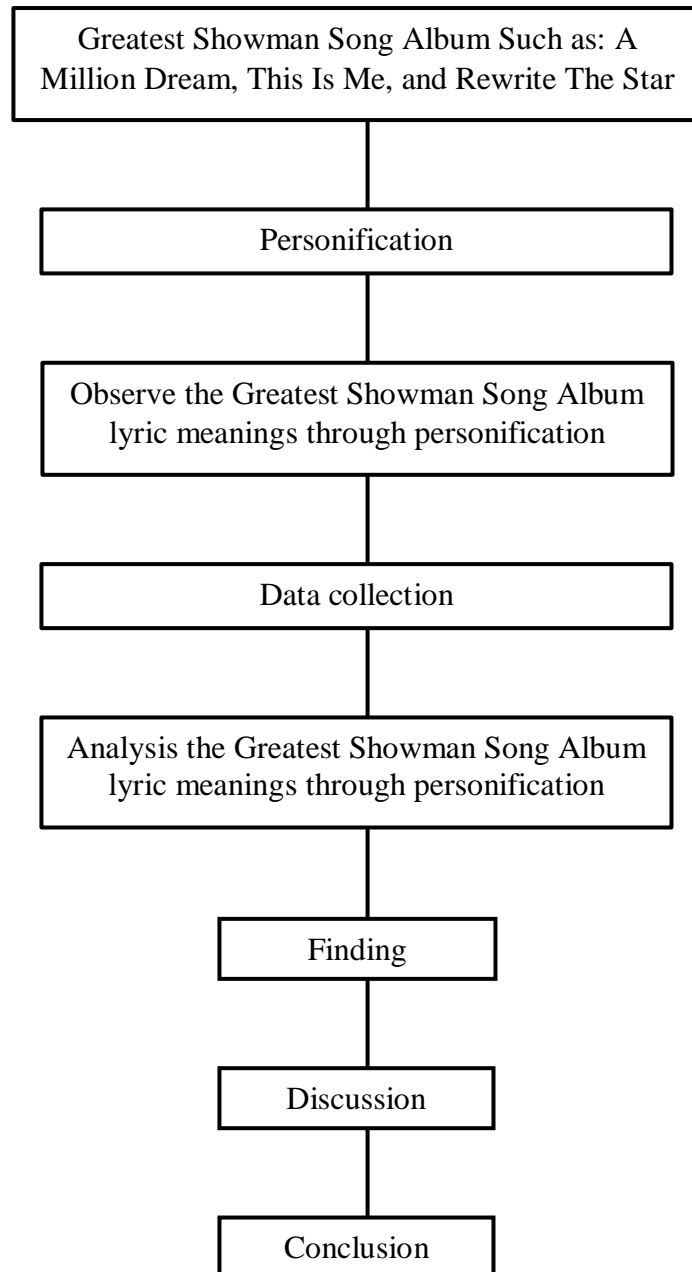 Greatest Showman Song Album Such as: A
Million Dream, This Is Me, and Rewrite The Star
Personification
Observe the Greatest Showman Song Album
lyric meanings through personification
Data collection
Analysis the Greatest Showman Song Album
lyric meanings through personification
Finding
Discussion
Conclusion